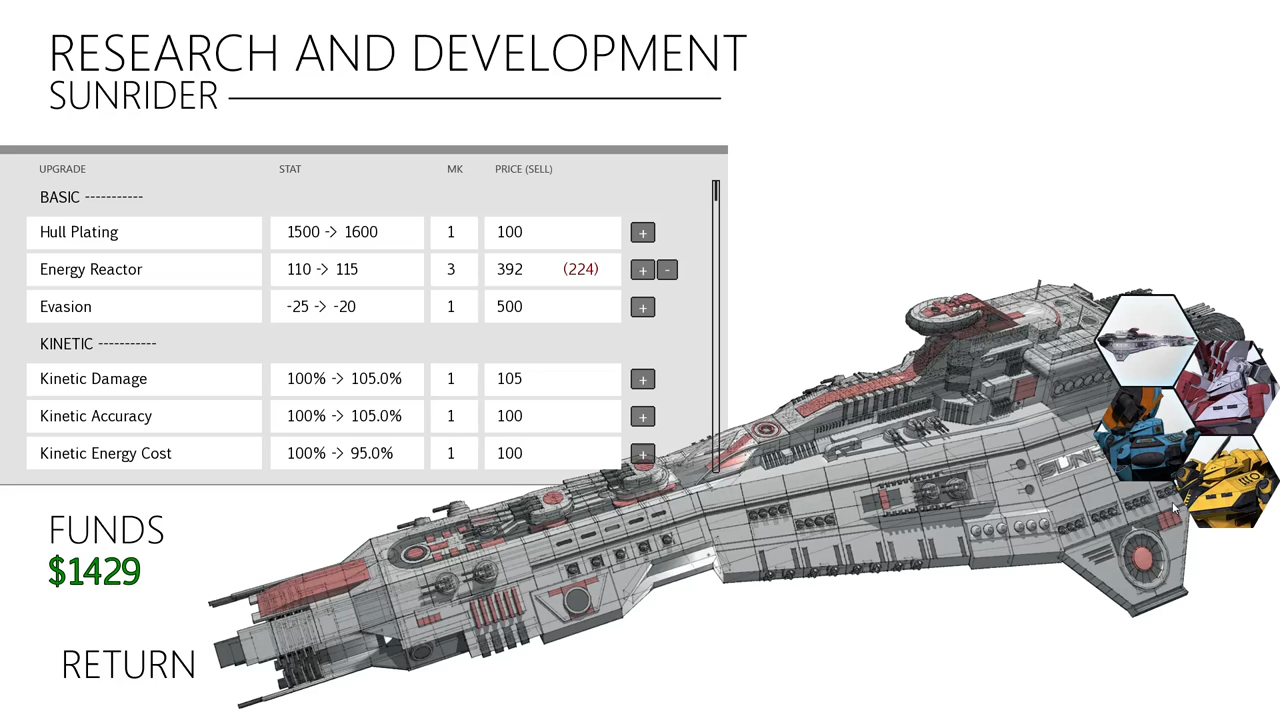 RESEARCH AND DEVELOPMENT
SUNRIDER
UPGRADE STAT MK PRICE (SELL)
BASIC -----------
Hull Plating 1500 -> 1600 1 100 +
Energy Reactor 110 -> 115 3 392 (224) + -
Evasion -25 -> -20 1 500 +
KINETIC -----------
Kinetic Damage 100% -> 105.0% 1 105 +
Kinetic Accuracy 100% -> 105.0% 1 100 +
Kinetic Energy Cost 100% -> 95.0% 1 100 +
FUNDS
$1429
RETURN